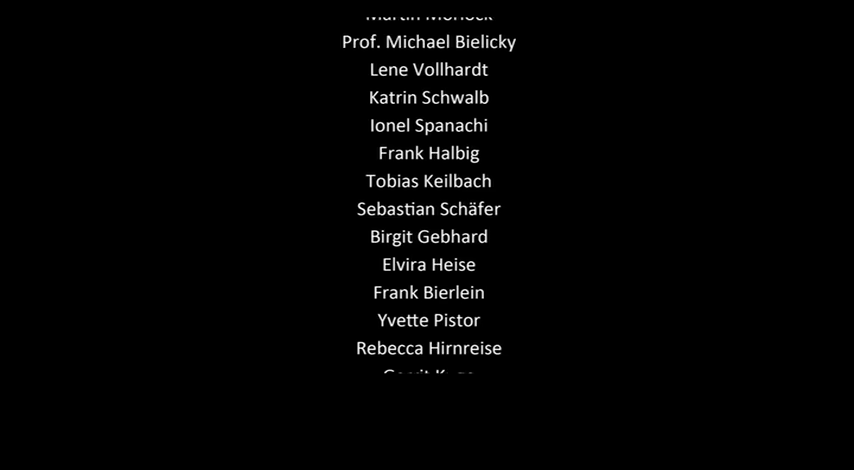 Prof. Michael Bielicky
Lene Vollhardt
Katrin Schwalb
Ionel Spanachi
Frank Halbig
Tobias Keilbach
Sebastian Schäfer
Birgit Gebhard
Elvira Heise
Frank Bierlein
Yvette Pistor
Rebecca Hirnreise